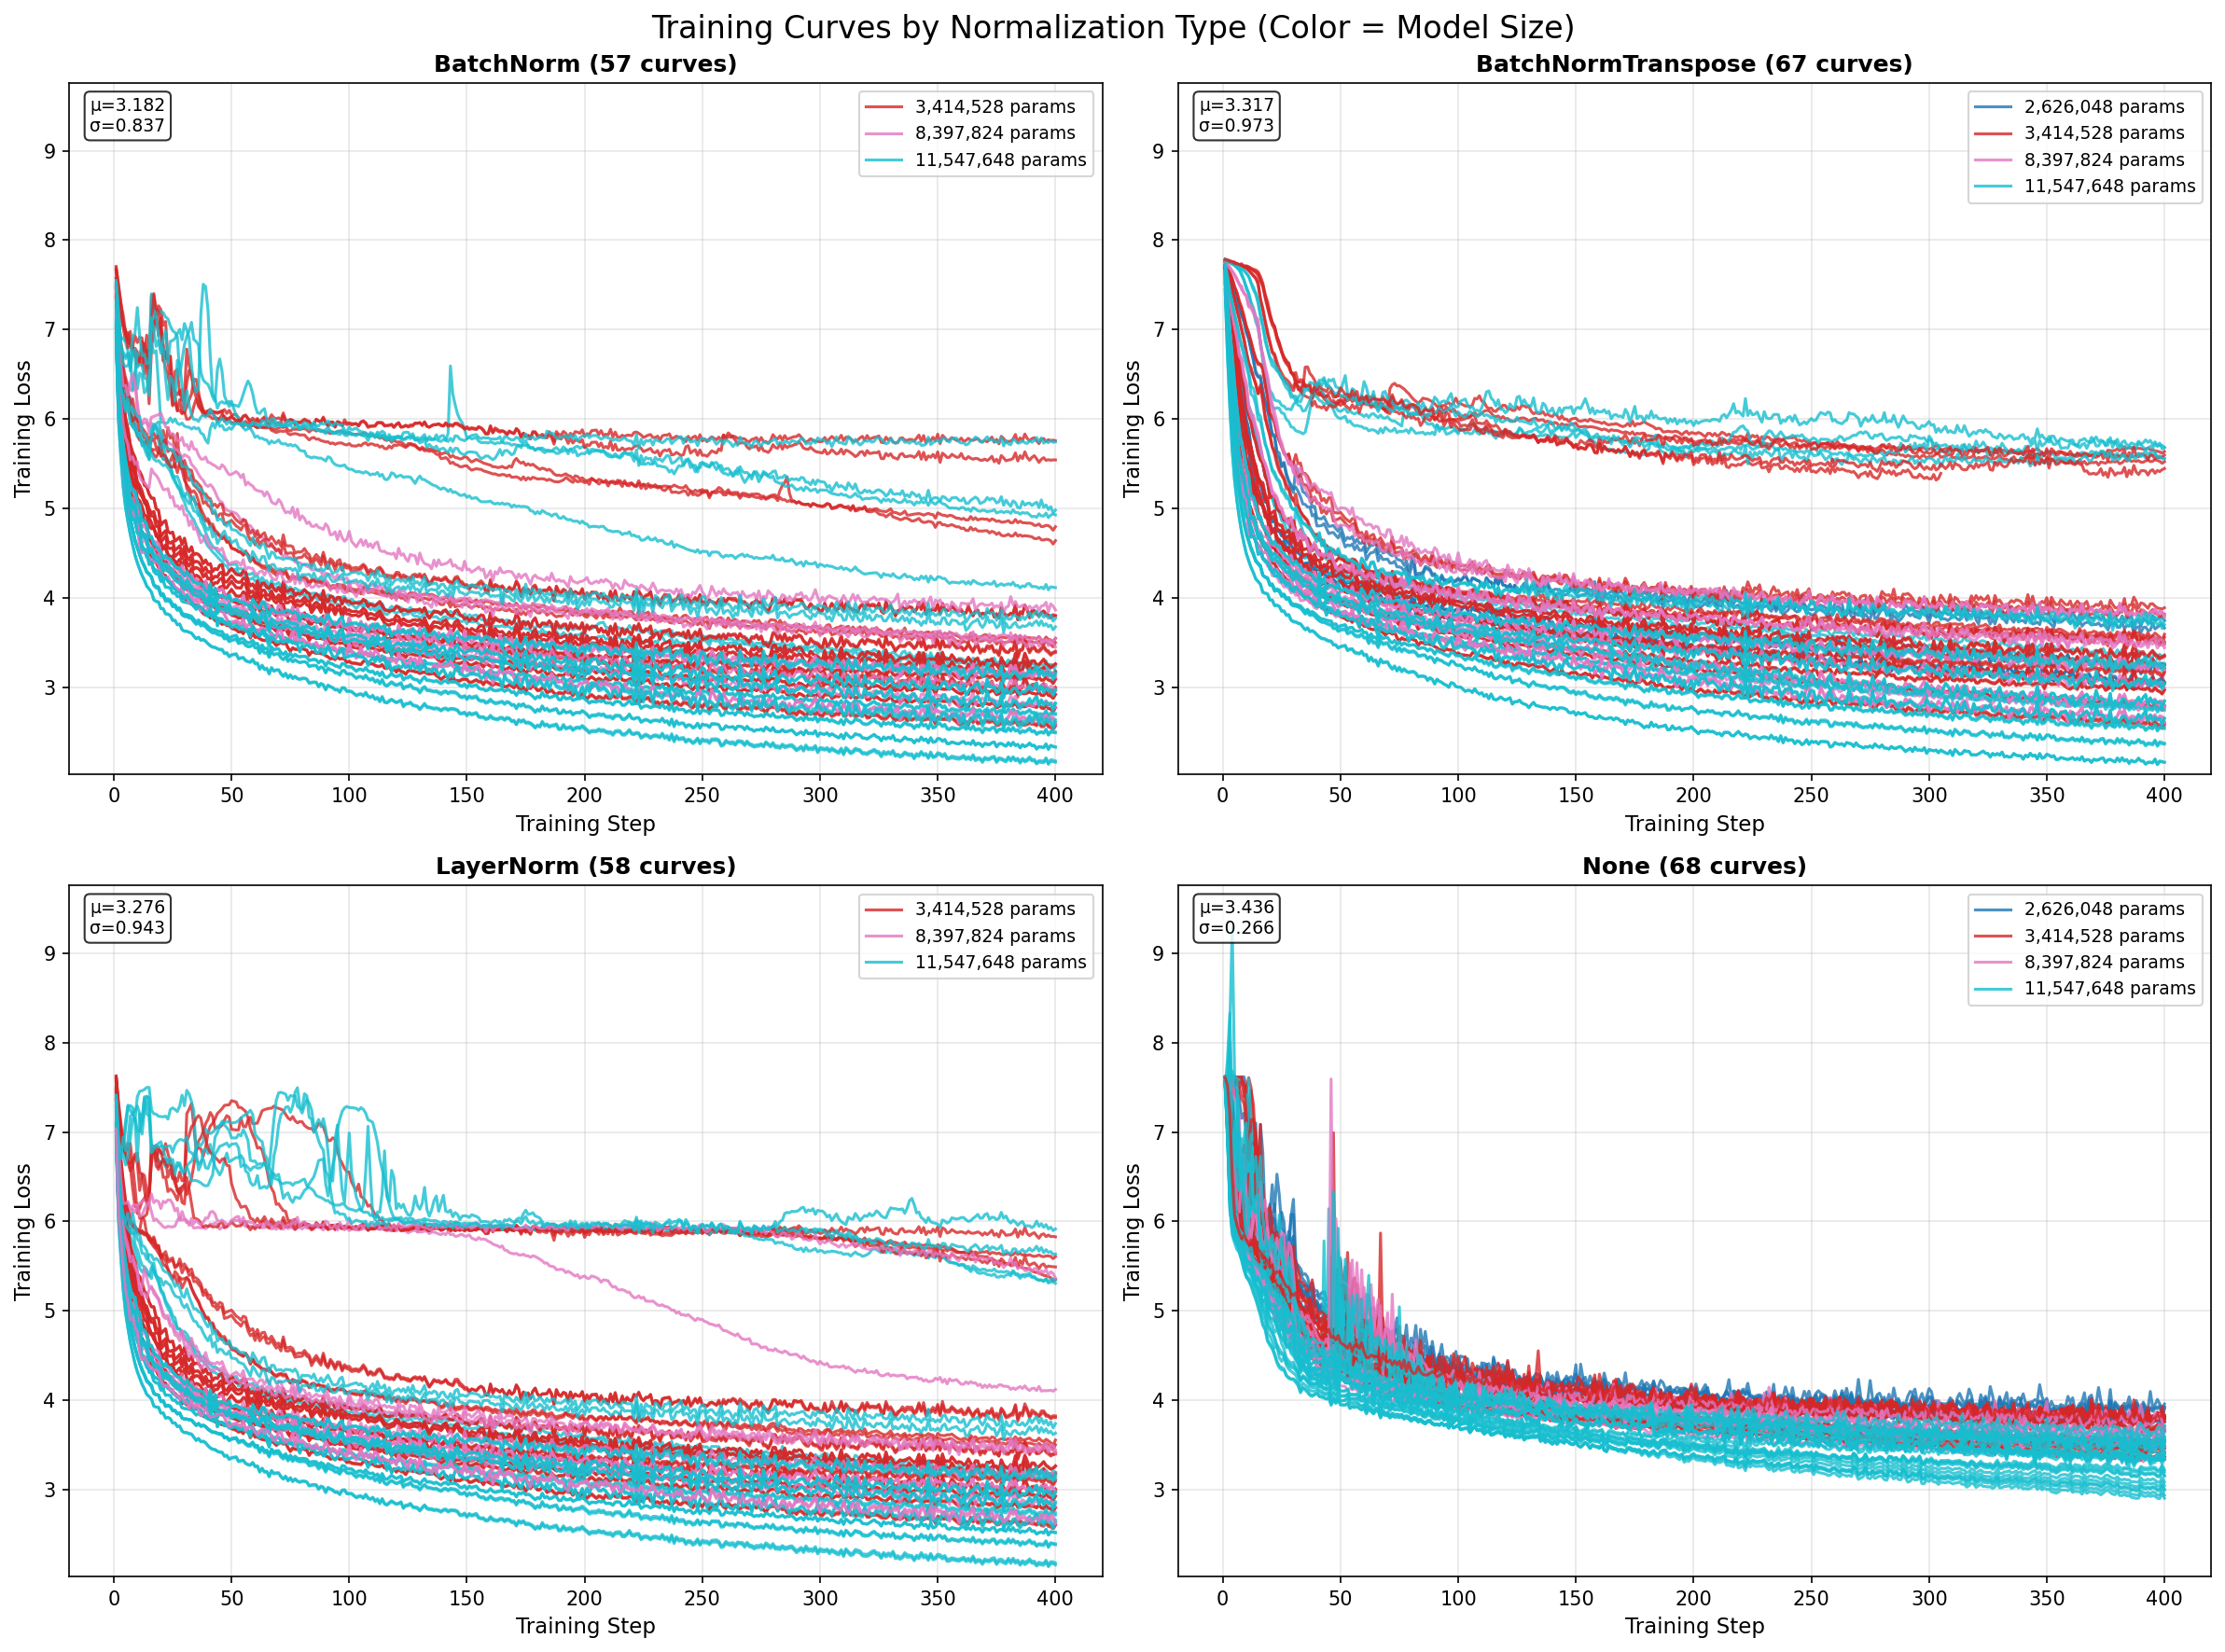 Training Curves by Normalization Type (Color = Model Size)
BatchNorm (57 curves)
μ=3.182
σ=0.837
3,414,528 params
8,397,824 params
11,547,648 params
Training Loss
9
8
7
6
5
4
3
0 50 100 150 200 250 300 350 400
Training Step
BatchNormTranspose (67 curves)
μ=3.317
σ=0.973
2,626,048 params
3,414,528 params
8,397,824 params
11,547,648 params
Training Loss
9
8
7
6
5
4
3
0 50 100 150 200 250 300 350 400
Training Step
LayerNorm (58 curves)
μ=3.276
σ=0.943
3,414,528 params
8,397,824 params
11,547,648 params
Training Loss
9
8
7
6
5
4
3
0 50 100 150 200 250 300 350 400
Training Step
None (68 curves)
μ=3.436
σ=0.266
2,626,048 params
3,414,528 params
8,397,824 params
11,547,648 params
Training Loss
9
8
7
6
5
4
3
0 50 100 150 200 250 300 350 400
Training Step